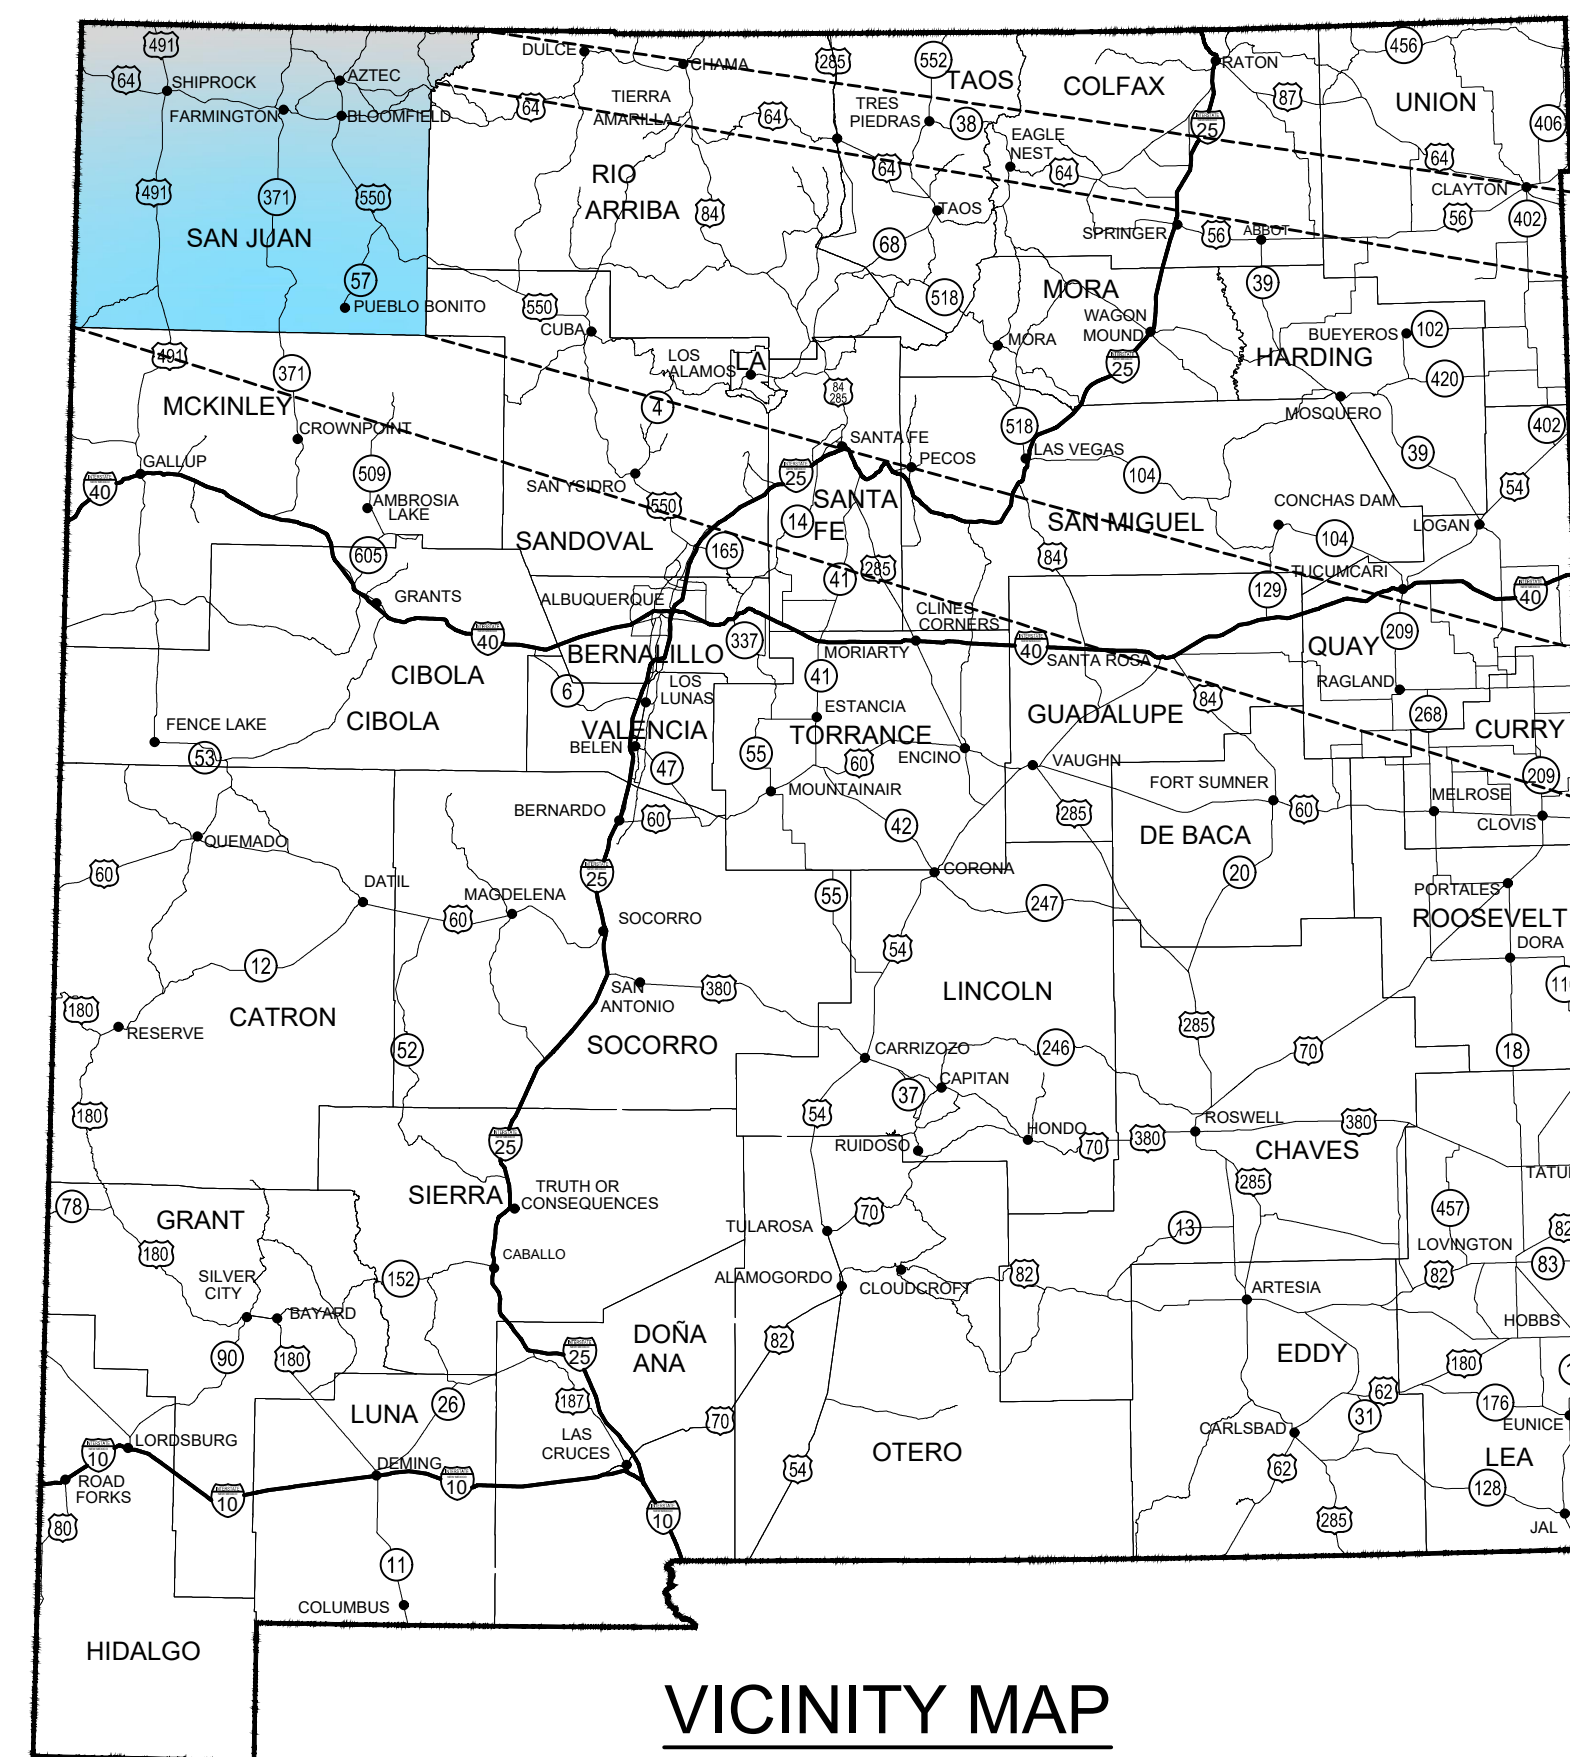 491
DULCE
285
552
TAOS
456
RATON
64
SHIPROCK
AZTEC
CHAMA
COLFAX
87
UNION
FARMINGTON
BLOOMFIELD
64
TIERRA
AMARILLA
64
TRES
PIEDRAS
38
EAGLE
NEST
25
406
491
371
550
RIO
ARRIBA
84
64
64
64
CLAYTON
TAOS
SAN JUAN
68
SPRINGER
56
ABBOT
56
402
57
PUEBLO BONITO
550
518
MORA
39
CUBA
WAGON
MOUND
BUEYEROS
102
491
371
LOS
ALAMOS
LA
MORA
25
HARDING
420
MCKINLEY
4
84
285
MOSQUERO
CROWNPOINT
SANTA FE
518
402
GALLUP
40
509
SAN YSIDRO
25
PECOS
LAS VEGAS
104
39
54
AMBROSIA
LAKE
550
SANTA
FE
14
SAN MIGUEL
CONCHAS DAM
LOGAN
605
SANDOVAL
165
285
84
104
GRANTS
ALBUQUERQUE
41
CLINES
CORNERS
129
TUCUMCARI
40
40
BERNALILLO
337
MORIARTY
40
SANTA ROSA
QUAY
209
CIBOLA
6
LOS
LUNAS
41
84
RAGLAND
CIBOLA
FENCE LAKE
53
VALENCIA
BELEN
47
55
ESTANCIA
TORRANCE
60
ENCINO
GUADALUPE
VAUGHN
268
CURRY
209
BERNARDO
60
MOUNTAINAIR
42
285
FORT SUMNER
60
MELROSE
CLOVIS
QUEMADO
60
DE BACA
DATIL
25
MAGDELENA
60
SOCORRO
55
CORONA
247
20
PORTALES
ROOSEVELT
DORA
12
54
180
RESERVE
CATRON
SAN
ANTONIO
380
LINCOLN
285
18
52
SOCORRO
CARRIZOZO
246
70
180
37
CAPITAN
54
25
RUIDOSO
HONDO
70
380
ROSWELL
380
CHAVES
78
GRANT
SIERRA
TRUTH OR
CONSEQUENCES
TULAROSA
70
285
457
13
180
CABALLO
SILVER
CITY
152
ALAMOGORDO
CLOUDCROFT
82
LOVINGTON
82
83
BAYARD
ARTESIA
HOBBS
90
180
25
DOÑA
ANA
82
EDDY
180
LUNA
26
187
70
62
31
176
EUNICE
LORDSBURG
10
LAS
CRUCES
OTERO
CARLSBAD
LEA
ROAD
FORKS
10
DEMING
10
54
62
128
80
10
285
JAL
11
COLUMBUS
HIDALGO
VICINITY MAP